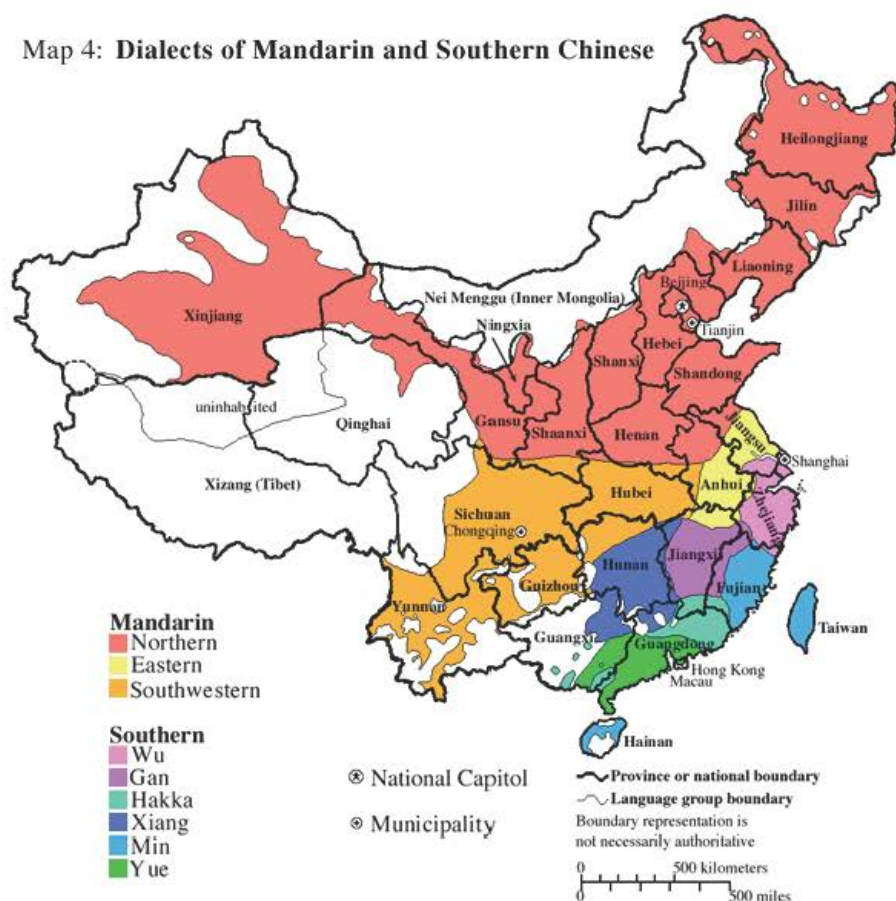 Map 4: Dialects of Mandarin and Southern Chinese
Heilongjiang
Jilin
Liaoning
Beijing
Nei Menggu (Inner Mongolia)
Xinjiang
Ningxia
Tianjin
Hebei
Shanxi
Shandong
uninhabited
Qinghai
Gansu
Shaanxi
Henan
Jiangsu
Shanghai
Xizang (Tibet)
Anhui
Hubei
Sichuan
Zhejiang
Chongqing
Hunan
Jiangxi
Guizhou
Fujian
Yunnan
Taiwan
Guangxi
Guangdong
Hong Kong
Macau
Hainan
Mandarin
Northern
Eastern
Southwestern
Southern
Wu
Gan
Hakka
Xiang
Min
Yue
National Capitol
Municipality
Province or national boundary
Language group boundary
Boundary representation is
not necessarily authoritative
0 500 kilometers
0 500 miles